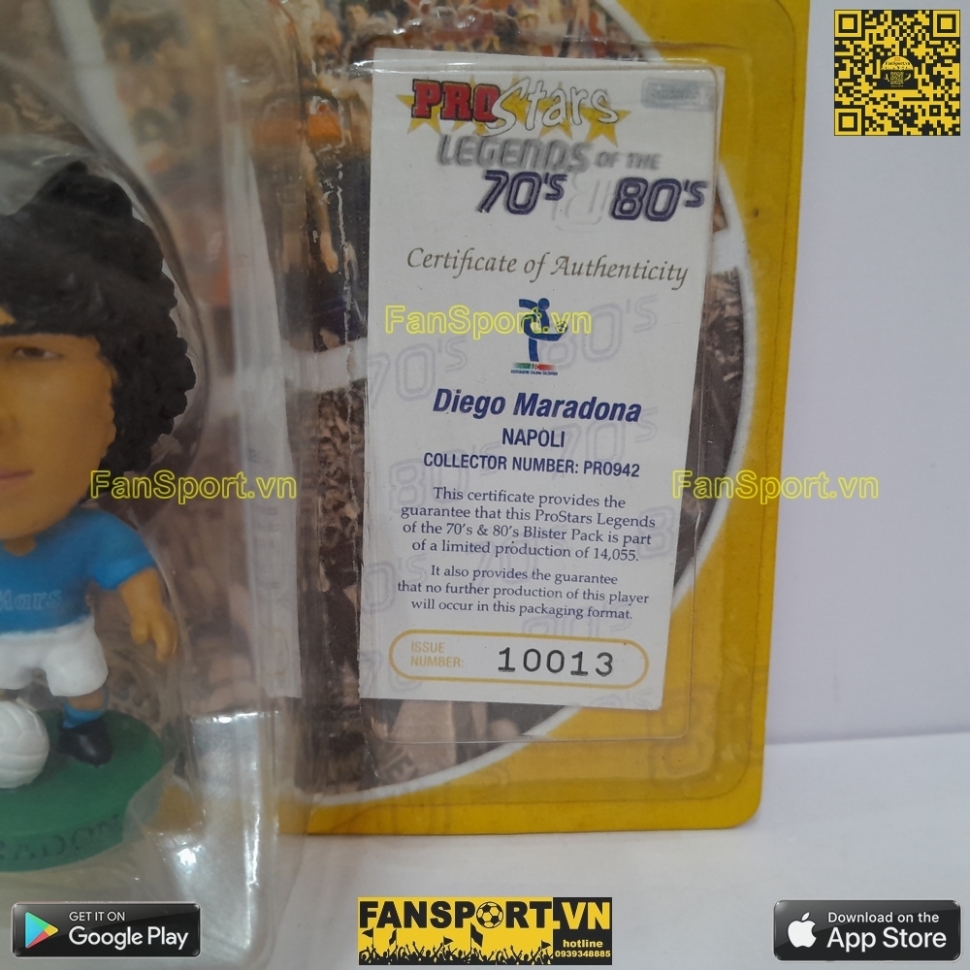 PRO Stars
LEGENDS OF THE
70's & 80's
Certificate of Authenticity
FanSport.vn
Diego Maradona
NAPOLI
COLLECTOR NUMBER: PRO942
FanSport.vn
FanSport.vn
This certificate provides the
guarantee that this ProStars Legends
of the 70's & 80's Blister Pack is part
of a limited production of 14,055.
It also provides the guarantee
that no further production of this player
will occur in this packaging format.
ISSUE
NUMBER:
10013
GET IT ON
Google Play
FANSPORT.VN
hotline
0939348885
Download on the
App Store